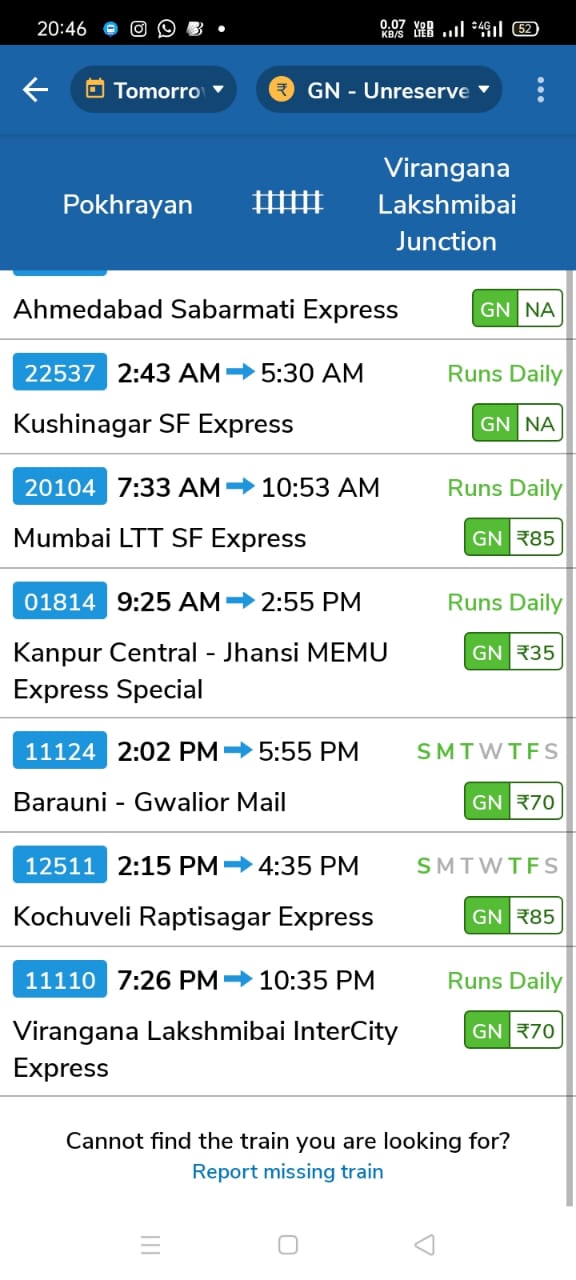 20:46
0.07 KB/S VoD LTEB 4G 52
Tomorro
₹ GN - Unreserve
Pokhrayan
Virangana
Lakshmibai
Junction
Ahmedabad Sabarmati Express GN NA
22537 2:43 AM 5:30 AM Runs Daily
Kushinagar SF Express GN NA
20104 7:33 AM 10:53 AM Runs Daily
Mumbai LTT SF Express GN ₹85
01814 9:25 AM 2:55 PM Runs Daily
Kanpur Central - Jhansi MEMU GN ₹35
Express Special
11124 2:02 PM 5:55 PM S M T W T F S
Barauni - Gwalior Mail GN ₹70
12511 2:15 PM 4:35 PM S M T W T F S
Kochuveli Raptisagar Express GN ₹85
11110 7:26 PM 10:35 PM Runs Daily
Virangana Lakshmibai InterCity GN ₹70
Express
Cannot find the train you are looking for?
Report missing train